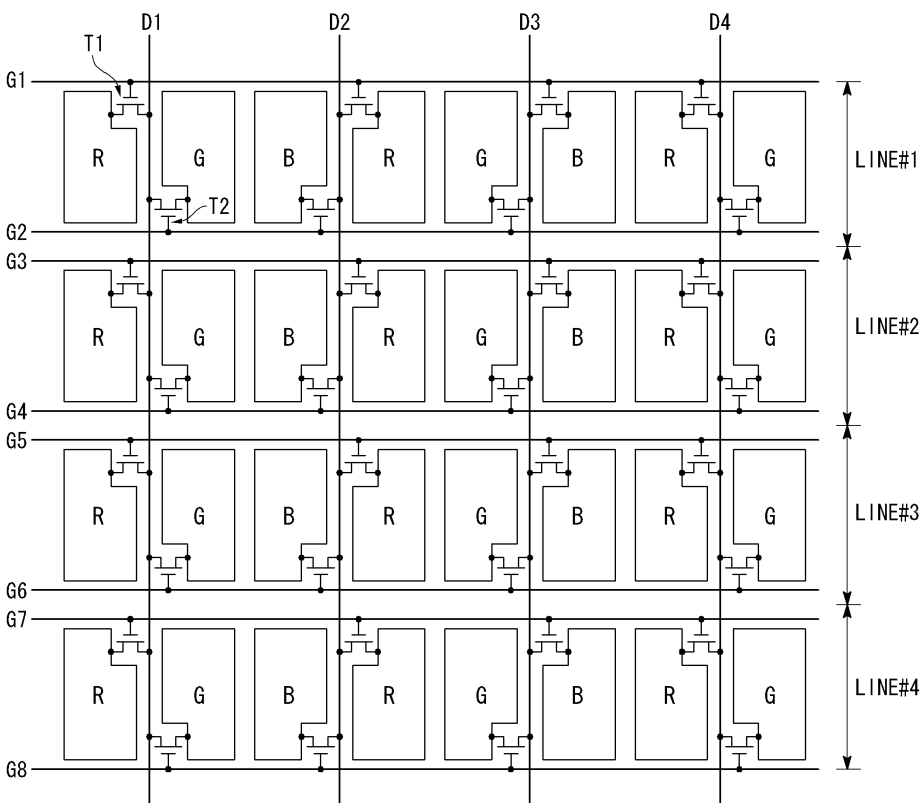 D1 D2 D3 D4
T1
G1
R G B R G B R G
LINE#1
T2
G2
G3
R G B R G B R G
LINE#2
G4
G5
R G B R G B R G
LINE#3
G6
G7
R G B R G B R G
LINE#4
G8